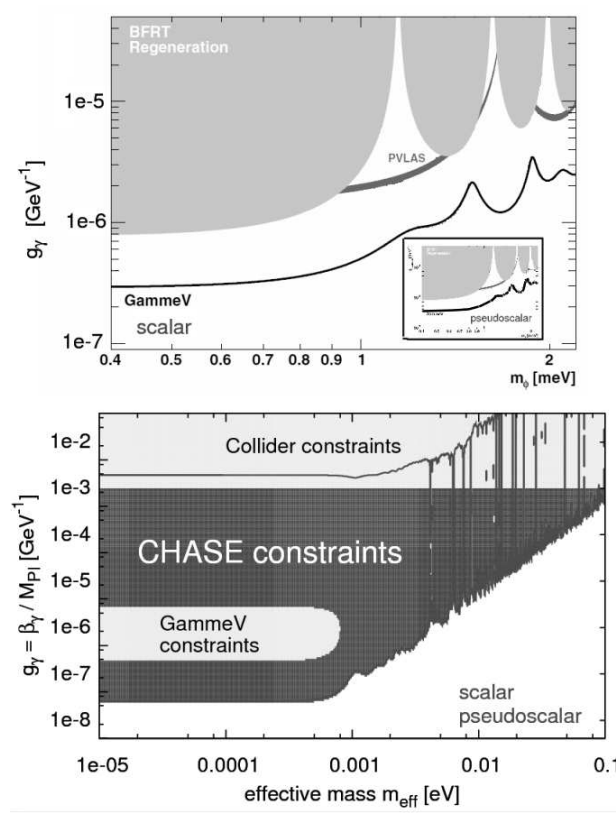 BFRT
Regeneration
1e-5
PVLAS
g_γ [GeV⁻¹]
1e-6
GammeV
pseudoscalar
scalar
1e-7
0.4 0.5 0.6 0.7 0.8 0.9 1 2
m_ϕ [meV]
1e-2
Collider constraints
1e-3
1e-4
CHASE constraints
g_γ = β_γ / M_Pl [GeV⁻¹]
1e-5
GammeV
constraints
1e-6
1e-7
scalar
pseudoscalar
1e-8
1e-05 0.0001 0.001 0.01 0.1
effective mass m_eff [eV]